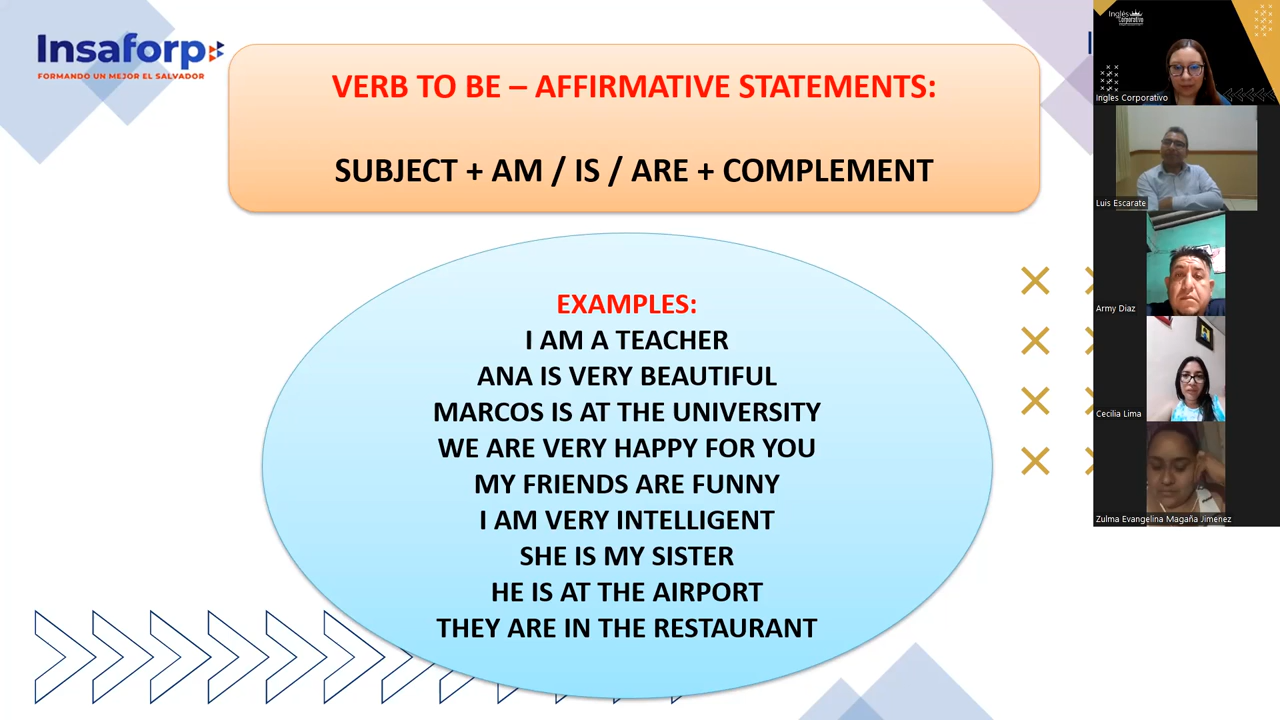 Insaforp
FORMANDO UN MEJOR EL SALVADOR
VERB TO BE – AFFIRMATIVE STATEMENTS:
SUBJECT + AM / IS / ARE + COMPLEMENT
EXAMPLES:
I AM A TEACHER
ANA IS VERY BEAUTIFUL
MARCOS IS AT THE UNIVERSITY
WE ARE VERY HAPPY FOR YOU
MY FRIENDS ARE FUNNY
I AM VERY INTELLIGENT
SHE IS MY SISTER
HE IS AT THE AIRPORT
THEY ARE IN THE RESTAURANT
Inglés
Corporativo
Ingles Corporativo
Luis Escarate
Army Diaz
Cecilia Lima
Zulma Evangelina Magaña Jimenez